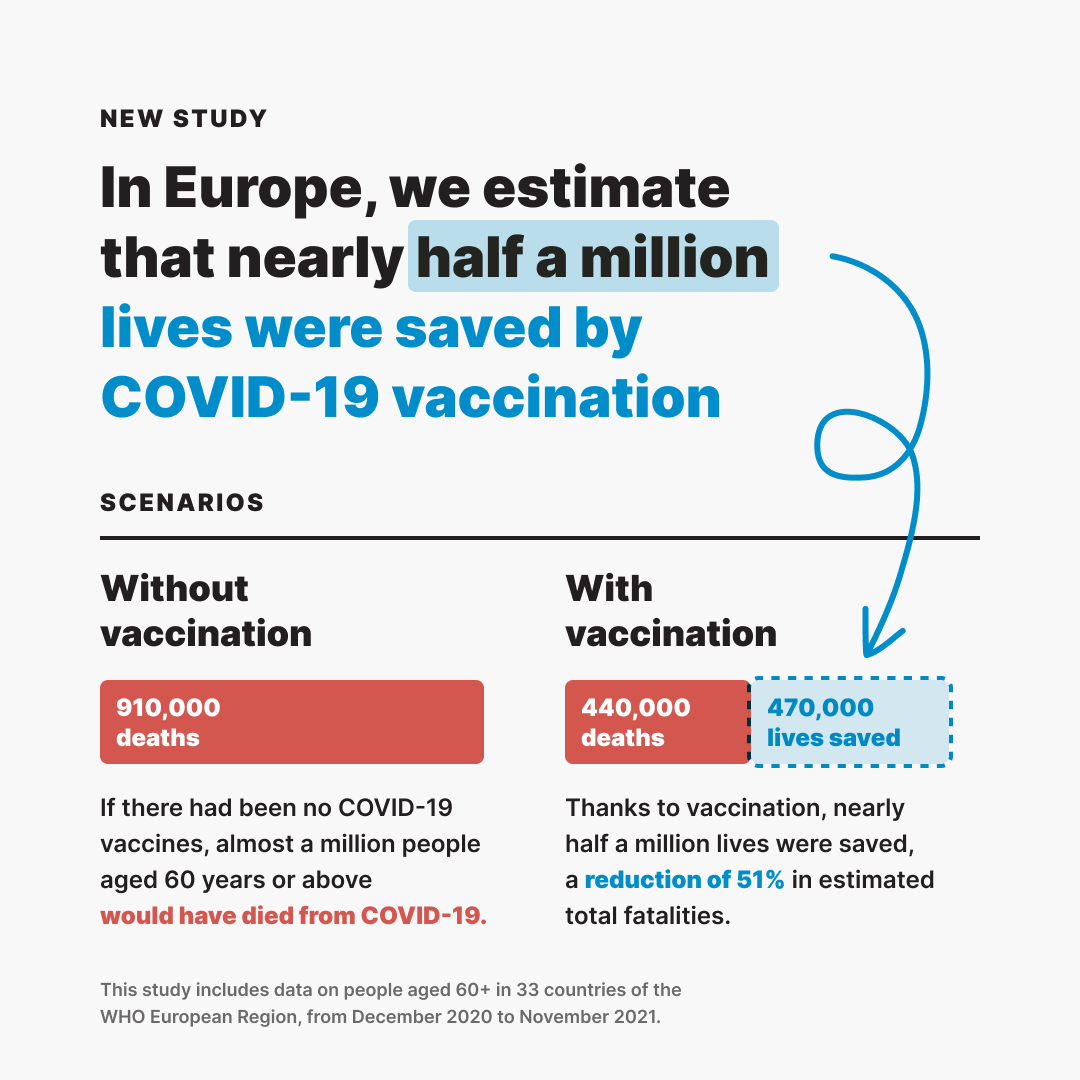 NEW STUDY
In Europe, we estimate
that nearly half a million
lives were saved by
COVID-19 vaccination
SCENARIOS
Without
vaccination
910,000
deaths
If there had been no COVID-19
vaccines, almost a million people
aged 60 years or above
would have died from COVID-19.
With
vaccination
440,000
deaths
470,000
lives saved
Thanks to vaccination, nearly
half a million lives were saved,
a reduction of 51% in estimated
total fatalities.
This study includes data on people aged 60+ in 33 countries of the
WHO European Region, from December 2020 to November 2021.